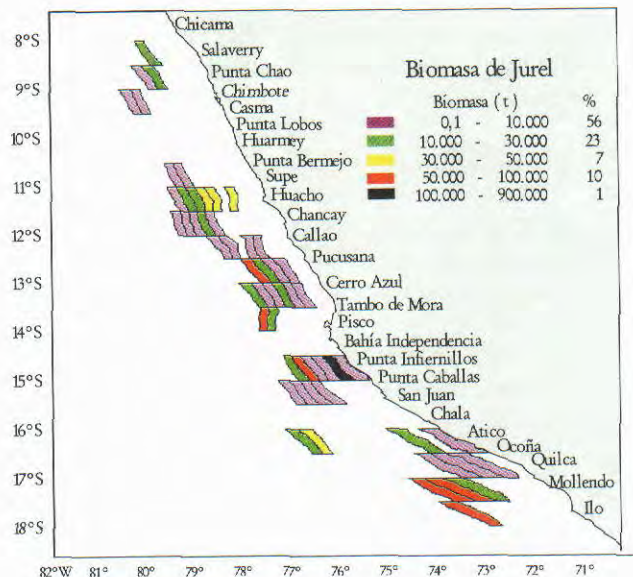 Chicama
8°S
Salaverry
Punta Chao
9°S
Chimbote
Casma
10°S
Punta Lobos
Huarmey
Punta Bermejo
Supe
11°S
Huacho
Chancay
12°S
Callao
Pucusana
13°S
Cerro Azul
Tambo de Mora
14°S
Pisco
Bahía Independencia
Punta Infiernillos
15°S
Punta Caballas
San Juan
Chala
16°S
Atico
Ocoña
Quilca
17°S
Mollendo
Ilo
18°S
82°W 81° 80° 79° 78° 77° 76° 75° 74° 73° 72° 71°
Biomasa de Jurel
Biomasa ( t ) %
0,1 - 10.000 56
10.000 - 30.000 23
30.000 - 50.000 7
50.000 - 100.000 10
100.000 - 900.000 1